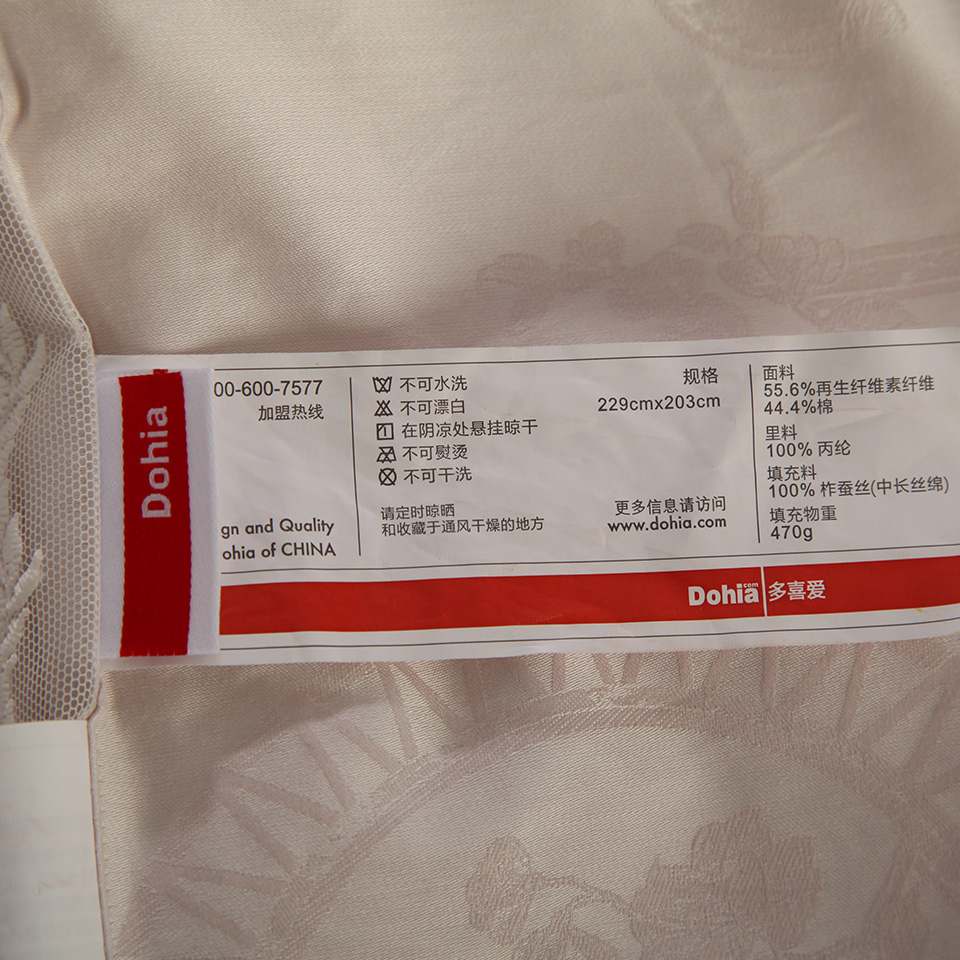 Dohia
00-600-7577
加盟热线
gn and Quality
ohia of CHINA
不可水洗
不可漂白
在阴凉处悬挂晾干
不可熨烫
不可干洗
请定时晾晒
和收藏于通风干燥的地方
规格
229cmx203cm
更多信息请访问
www.dohia.com
面料
55.6%再生纤维素纤维
44.4%棉
里料
100% 丙纶
填充料
100% 柞蚕丝(中长丝绵)
填充物重
470g
Dohia.com 多喜爱